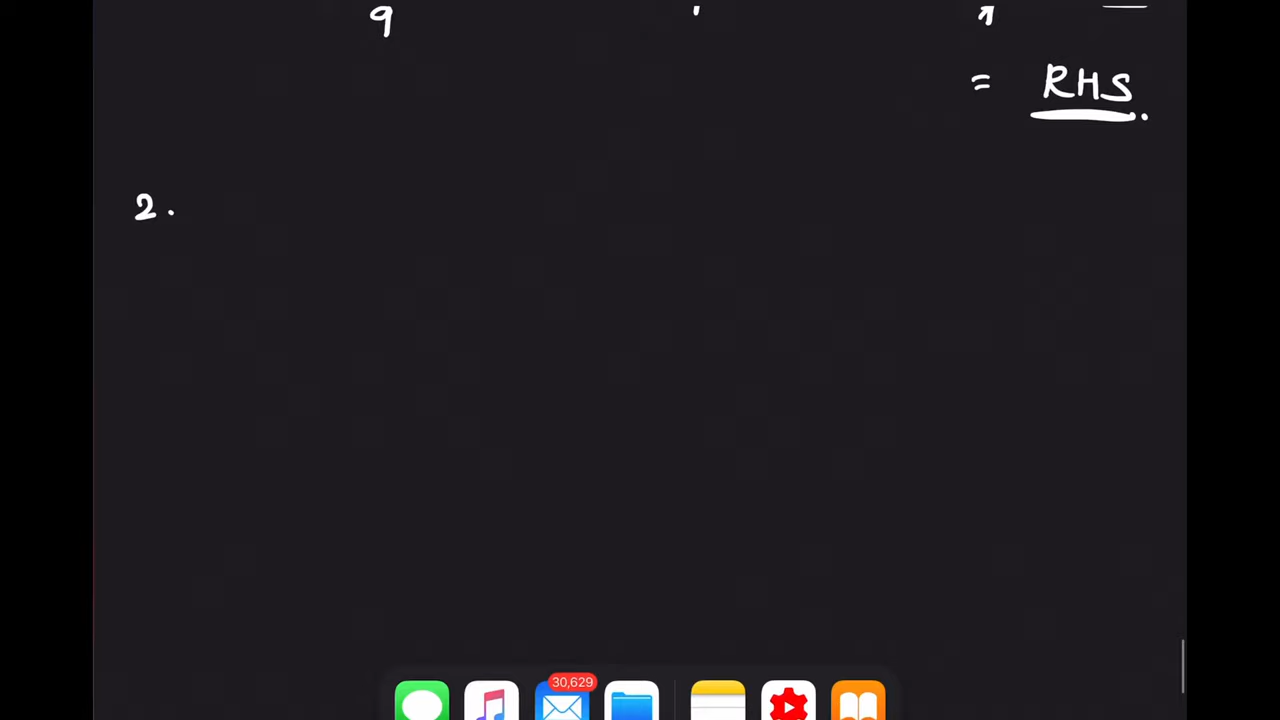 9
= RHS.
2.
30,629